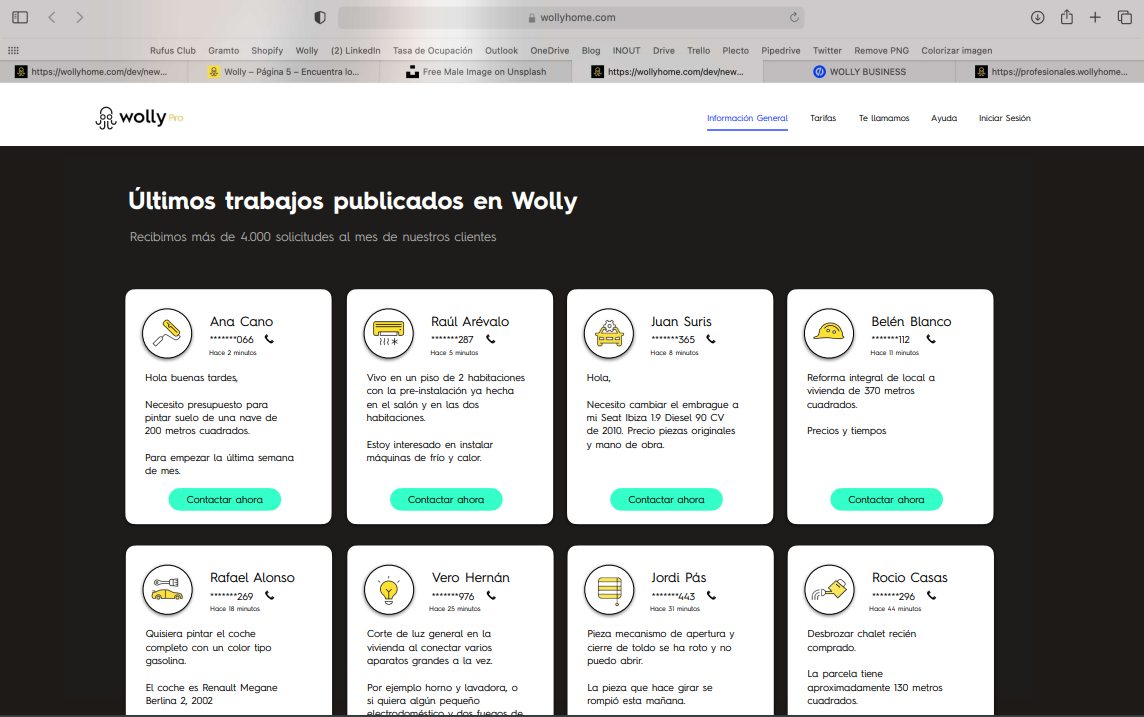 wollyhome.com
Rufus Club Gramto Shopify Wolly (2) LinkedIn Tasa de Ocupación Outlook OneDrive Blog INOUT Drive Trello Plecto Pipedrive Twitter Remove PNG Colorizar imagen
https://wollyhome.com/dev/new... Wolly – Página 5 – Encuentra lo... Free Male Image on Unsplash https://wollyhome.com/dev/new... WOLLY BUSINESS https://profesionales.wollyhome...
wolly Pro
Información General Tarifas Te llamamos Ayuda Iniciar Sesión
Últimos trabajos publicados en Wolly
Recibimos más de 4.000 solicitudes al mes de nuestros clientes
Ana Cano
*******066
Hace 2 minutos
Hola buenas tardes,
Necesito presupuesto para
pintar suelo de una nave de
200 metros cuadrados.
Para empezar la última semana
de mes.
Contactar ahora
Raúl Arévalo
*******287
Hace 5 minutos
Vivo en un piso de 2 habitaciones
con la pre-instalación ya hecha
en el salón y en las dos
habitaciones.
Estoy interesado en instalar
máquinas de frío y calor.
Contactar ahora
Juan Suris
*******365
Hace 8 minutos
Hola,
Necesito cambiar el embrague a
mi Seat Ibiza 1.9 Diesel 90 CV
de 2010. Precio piezas originales
y mano de obra.
Contactar ahora
Belén Blanco
*******112
Hace 11 minutos
Reforma integral de local a
vivienda de 370 metros
cuadrados.
Precios y tiempos
Contactar ahora
Rafael Alonso
*******269
Hace 18 minutos
Quisiera pintar el coche
completo con un color tipo
gasolina.
El coche es Renault Megane
Berlina 2, 2002
Vero Hernán
*******976
Hace 25 minutos
Corte de luz general en la
vivienda al conectar varios
aparatos grandes a la vez.
Por ejemplo horno y lavadora, o
si quiera algún pequeño
electrodoméstico y dos fuegos de
Jordi Pás
*******443
Hace 31 minutos
Pieza mecanismo de apertura y
cierre de toldo se ha roto y no
puedo abrir.
La pieza que hace girar se
rompió esta mañana.
Rocio Casas
*******296
Hace 44 minutos
Desbrozar chalet recién
comprado.
La parcela tiene
aproximadamente 130 metros
cuadrados.